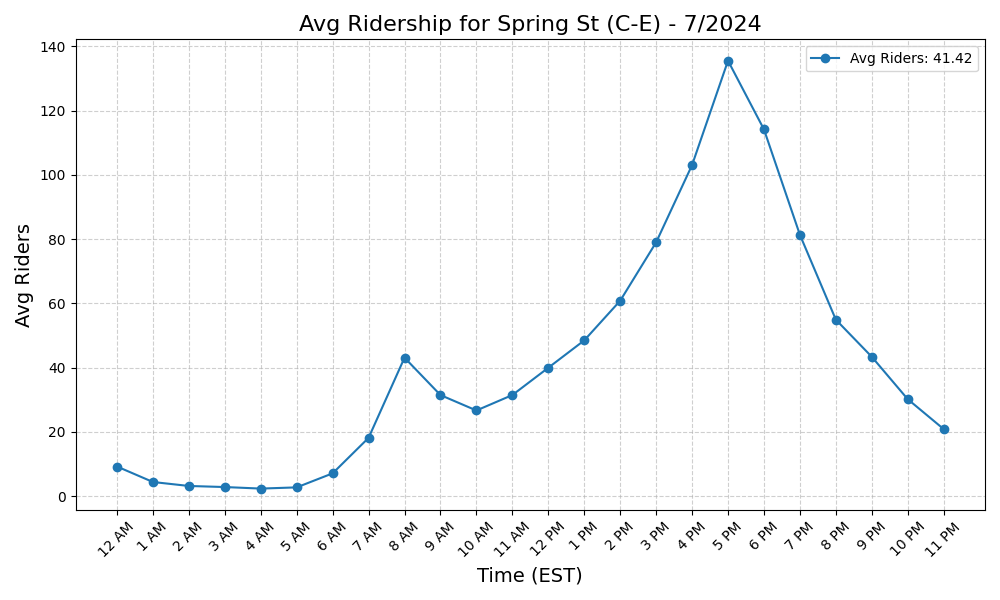 Avg Ridership for Spring St (C-E) - 7/2024
Avg Riders: 41.42
Avg Riders
140
120
100
80
60
40
20
0
12 AM
1 AM
2 AM
3 AM
4 AM
5 AM
6 AM
7 AM
8 AM
9 AM
10 AM
11 AM
12 PM
1 PM
2 PM
3 PM
4 PM
5 PM
6 PM
7 PM
8 PM
9 PM
10 PM
11 PM
Time (EST)